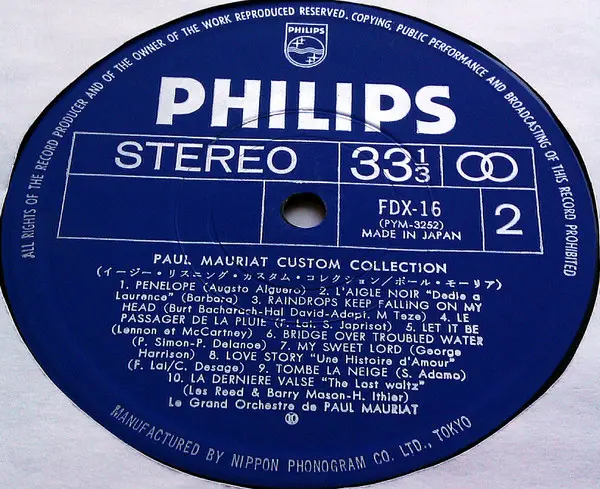 ALL RIGHTS OF THE RECORD PRODUCER AND OF THE OWNER OF THE WORK REPRODUCED RESERVED. COPYING, PUBLIC PERFORMANCE AND BROADCASTING OF THIS RECORD PROHIBITED
PHILIPS
PHILIPS
STEREO 33 1/3
FDX-16
(PYM-3252)
MADE IN JAPAN
2
PAUL MAURIAT CUSTOM COLLECTION
(イージー・リスニング・カスタム・コレクション/ポール・モーリア)
1. PENELOPE (Augsto Alguero) 2. L'AIGLE NOIR "Dedie a
Laurence" (Barbara) 3. RAINDROPS KEEP FALLING ON MY
HEAD (Burt Bacharach-Hal David-Adapt. M Teze) 4. LE
PASSAGER DE LA PLUIE (F. Lai. S. Japrisot) 5. LET IT BE
(Lennon et McCartney) 6. BRIDGE OVER TROUBLED WATER
(P. Simon-P. Delanoe) 7. MY SWEET LORD (George
Harrison) 8. LOVE STORY "Une Histoire d'Amour"
(F. Lai/C. Desage) 9. TOMBE LA NEIGE (S. Adamo)
10. LA DERNIERE VALSE "The Last waltz"
(Les Reed & Barry Mason-H. Ithier)
Le Grand Orchestre de PAUL MAURIAT
MANUFACTURED BY NIPPON PHONOGRAM CO. LTD., TOKYO